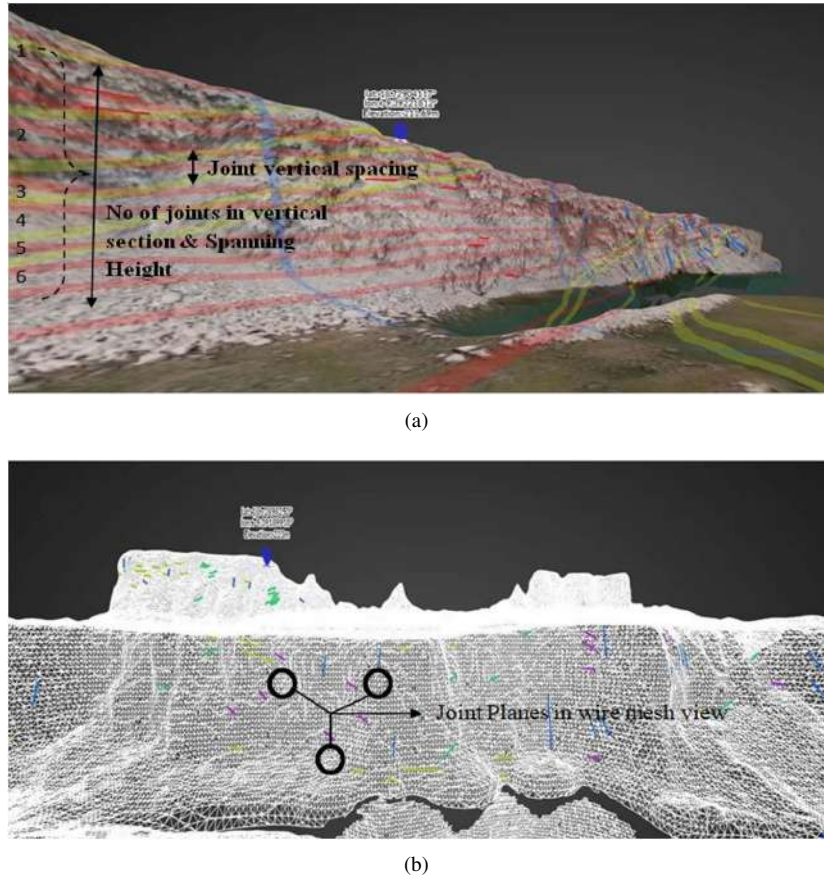 1
2
Joint vertical spacing
3
No of joints in vertical
4
section & Spanning
5
Height
6
(a)
Joint Planes in wire mesh view
(b)